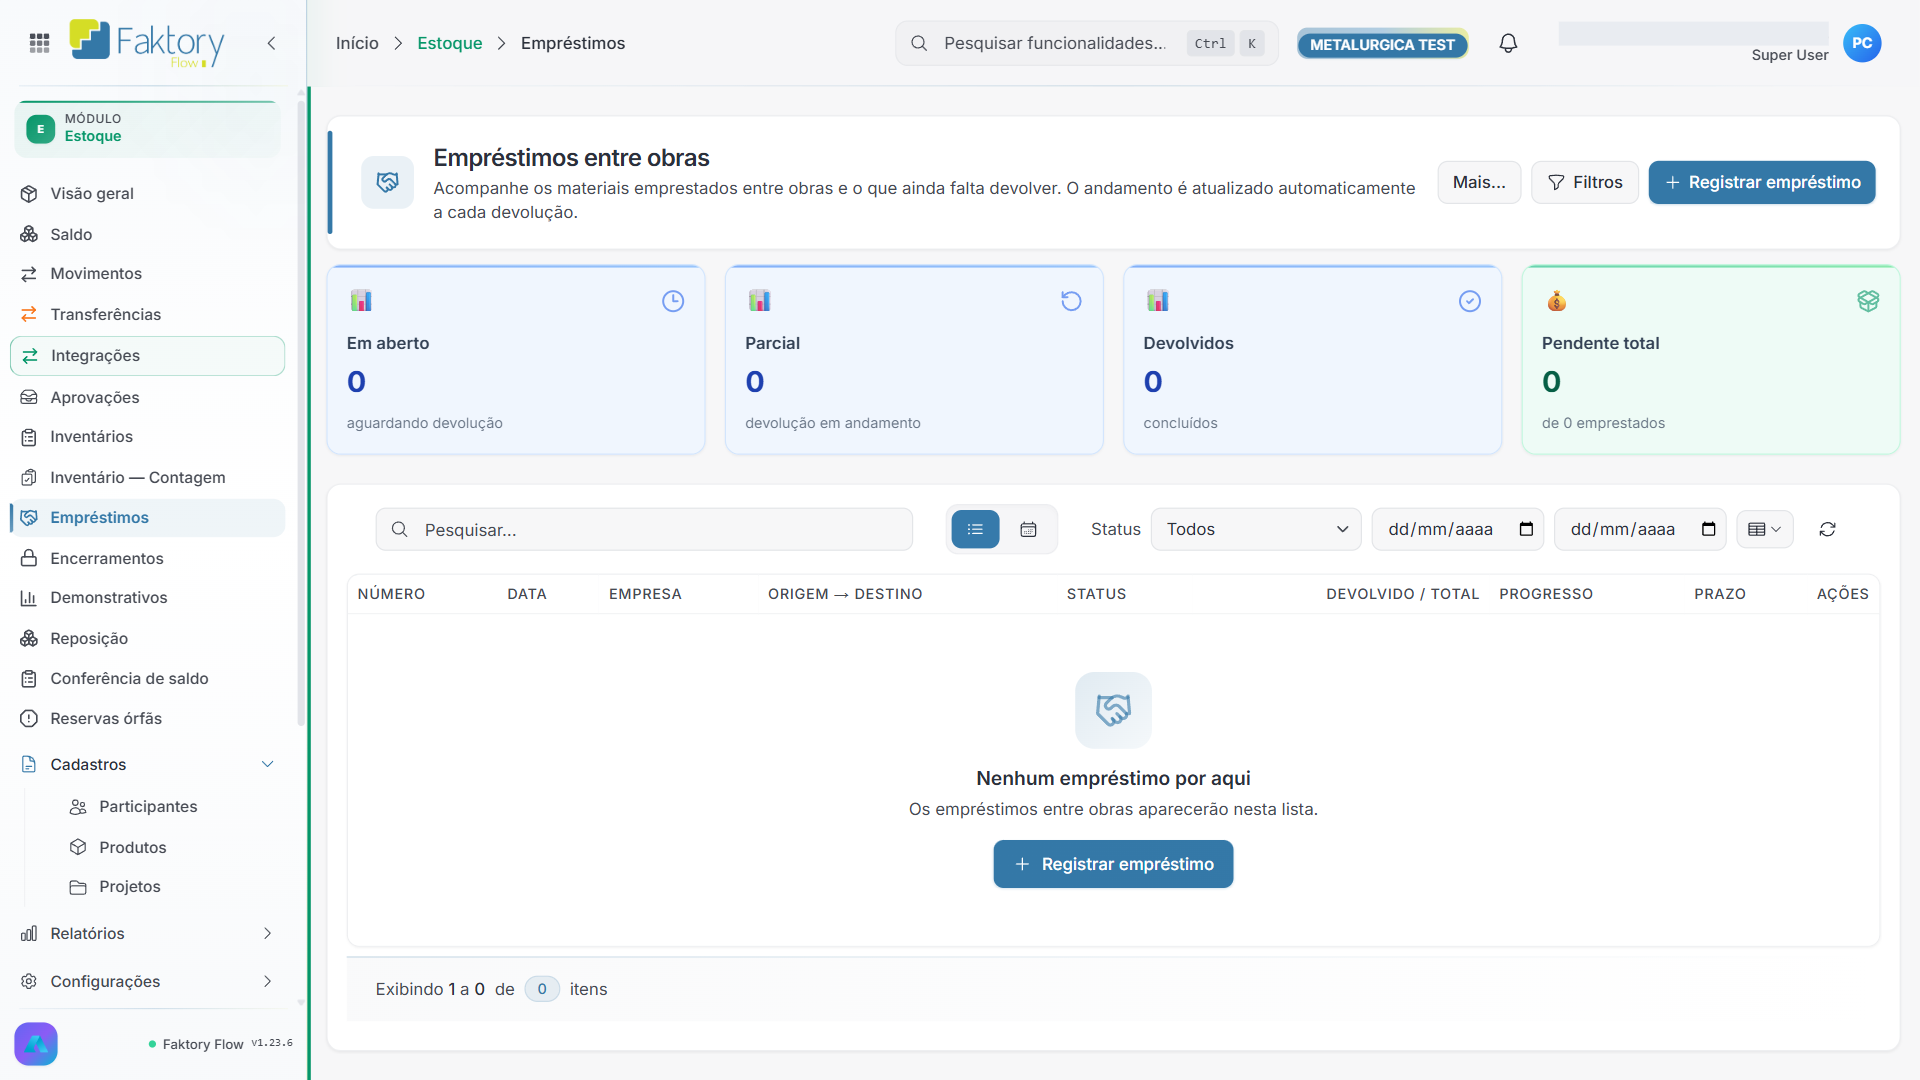 Faktory
Flow
MÓDULO
E
Estoque
Visão geral
Saldo
Movimentos
Transferências
Integrações
Aprovações
Inventários
Inventário — Contagem
Empréstimos
Encerramentos
Demonstrativos
Reposição
Conferência de saldo
Reservas órfãs
Cadastros
Participantes
Produtos
Projetos
Relatórios
Configurações
Faktory Flow v1.23.6
Início > Estoque > Empréstimos
Pesquisar funcionalidades... Ctrl K
METALURGICA TEST
Super User
PC
Empréstimos entre obras
Acompanhe os materiais emprestados entre obras e o que ainda falta devolver. O andamento é atualizado automaticamente
a cada devolução.
Mais...
Filtros
+ Registrar empréstimo
Em aberto
0
aguardando devolução
Parcial
0
devolução em andamento
Devolvidos
0
concluídos
Pendente total
0
de 0 emprestados
Pesquisar...
Status
Todos
dd/mm/aaaa
dd/mm/aaaa
NÚMERO DATA EMPRESA ORIGEM → DESTINO STATUS DEVOLVIDO / TOTAL PROGRESSO PRAZO AÇÕES
Nenhum empréstimo por aqui
Os empréstimos entre obras aparecerão nesta lista.
+ Registrar empréstimo
Exibindo 1 a 0 de 0 itens